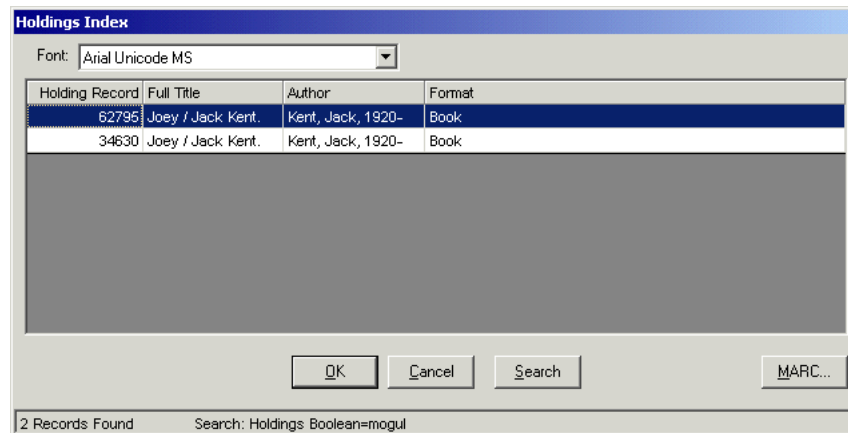 Holdings Index
Font: Arial Unicode MS
Holding Record Full Title Author Format
62795 Joey / Jack Kent. Kent, Jack, 1920- Book
34630 Joey / Jack Kent. Kent, Jack, 1920- Book
OK Cancel Search MARC...
2 Records Found Search: Holdings Boolean=mogul